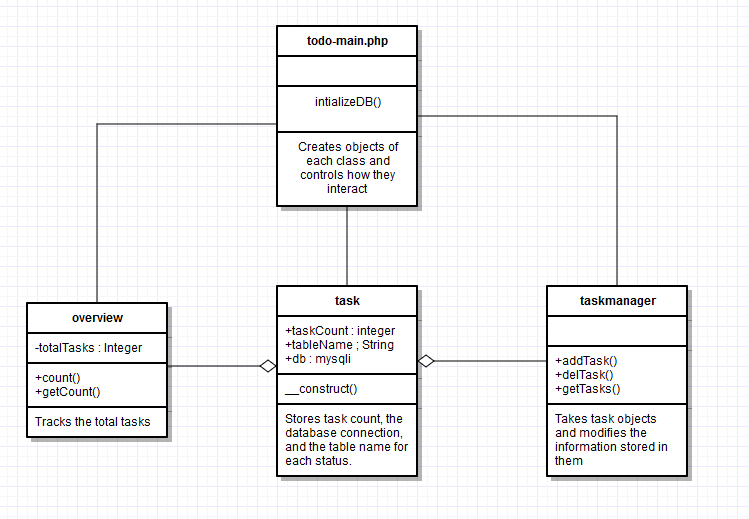 todo-main.php
intializeDB()
Creates objects of
each class and
controls how they
interact
overview
-totalTasks : Integer
+count()
+getCount()
Tracks the total tasks
task
+taskCount : integer
+tableName ; String
+db : mysqli
__construct()
Stores task count, the
database connection,
and the table name for
each status.
taskmanager
+addTask()
+delTask()
+getTasks()
Takes task objects
and modifies the
information stored in
them